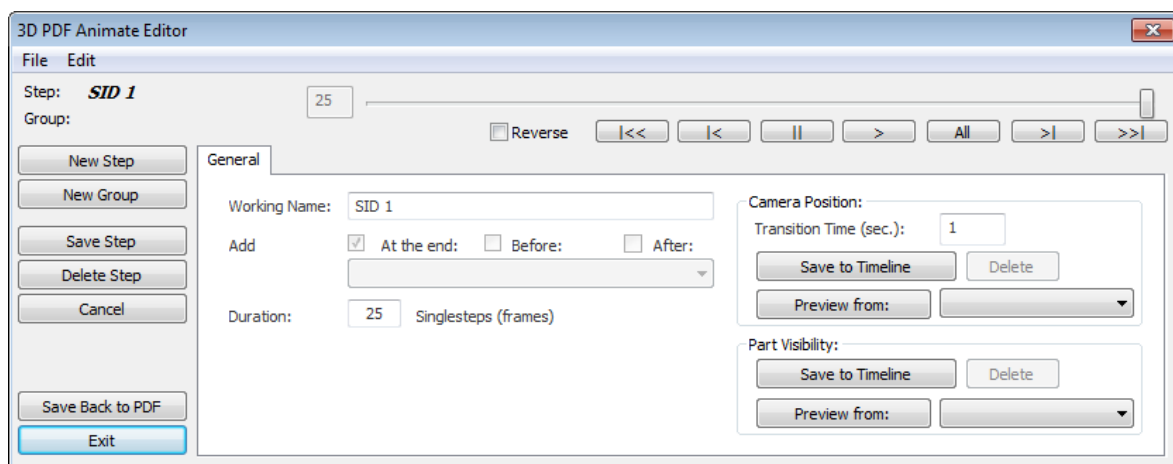 3D PDF Animate Editor
File Edit
Step: SID 1
Group:
25
Reverse |<< |< || > All >| >>|
New Step
New Group
Save Step
Delete Step
Cancel
Save Back to PDF
Exit
General
Working Name: SID 1
Add At the end: Before: After:
Duration: 25 Singlesteps (frames)
Camera Position:
Transition Time (sec.): 1
Save to Timeline Delete
Preview from:
Part Visibility:
Save to Timeline Delete
Preview from: